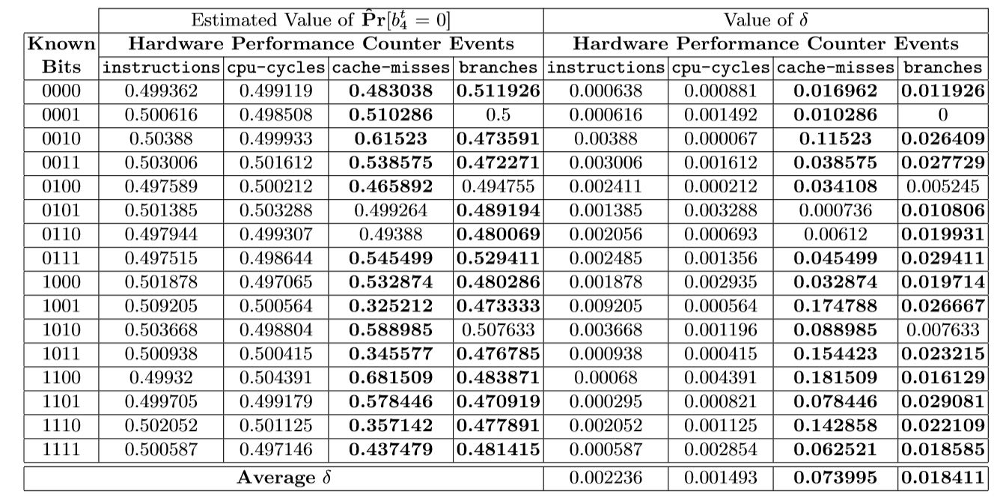 Estimated Value of P̂r[b₄ᵗ = 0] Value of δ
Known Hardware Performance Counter Events Hardware Performance Counter Events
Bits instructions cpu-cycles cache-misses branches instructions cpu-cycles cache-misses branches
0000 0.499362 0.499119 0.483038 0.511926 0.000638 0.000881 0.016962 0.011926
0001 0.500616 0.498508 0.510286 0.5 0.000616 0.001492 0.010286 0
0010 0.50388 0.499933 0.61523 0.473591 0.00388 0.000067 0.11523 0.026409
0011 0.503006 0.501612 0.538575 0.472271 0.003006 0.001612 0.038575 0.027729
0100 0.497589 0.500212 0.465892 0.494755 0.002411 0.000212 0.034108 0.005245
0101 0.501385 0.503288 0.499264 0.489194 0.001385 0.003288 0.000736 0.010806
0110 0.497944 0.499307 0.49388 0.480069 0.002056 0.000693 0.00612 0.019931
0111 0.497515 0.498644 0.545499 0.529411 0.002485 0.001356 0.045499 0.029411
1000 0.501878 0.497065 0.532874 0.480286 0.001878 0.002935 0.032874 0.019714
1001 0.509205 0.500564 0.325212 0.473333 0.009205 0.000564 0.174788 0.026667
1010 0.503668 0.498804 0.588985 0.507633 0.003668 0.001196 0.088985 0.007633
1011 0.500938 0.500415 0.345577 0.476785 0.000938 0.000415 0.154423 0.023215
1100 0.49932 0.504391 0.681509 0.483871 0.00068 0.004391 0.181509 0.016129
1101 0.499705 0.499179 0.578446 0.470919 0.000295 0.000821 0.078446 0.029081
1110 0.502052 0.501125 0.357142 0.477891 0.002052 0.001125 0.142858 0.022109
1111 0.500587 0.497146 0.437479 0.481415 0.000587 0.002854 0.062521 0.018585
Average δ 0.002236 0.001493 0.073995 0.018411